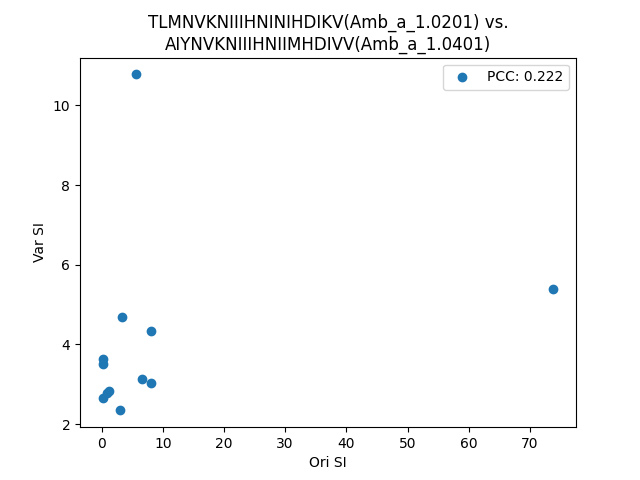 TLMNVKNIIIHNINIHDIKV(Amb_a_1.0201) vs.
AIYNVKNIIIHNIIMHDIVV(Amb_a_1.0401)
PCC: 0.222
10
8
6
4
2
Var SI
0 10 20 30 40 50 60 70
Ori SI